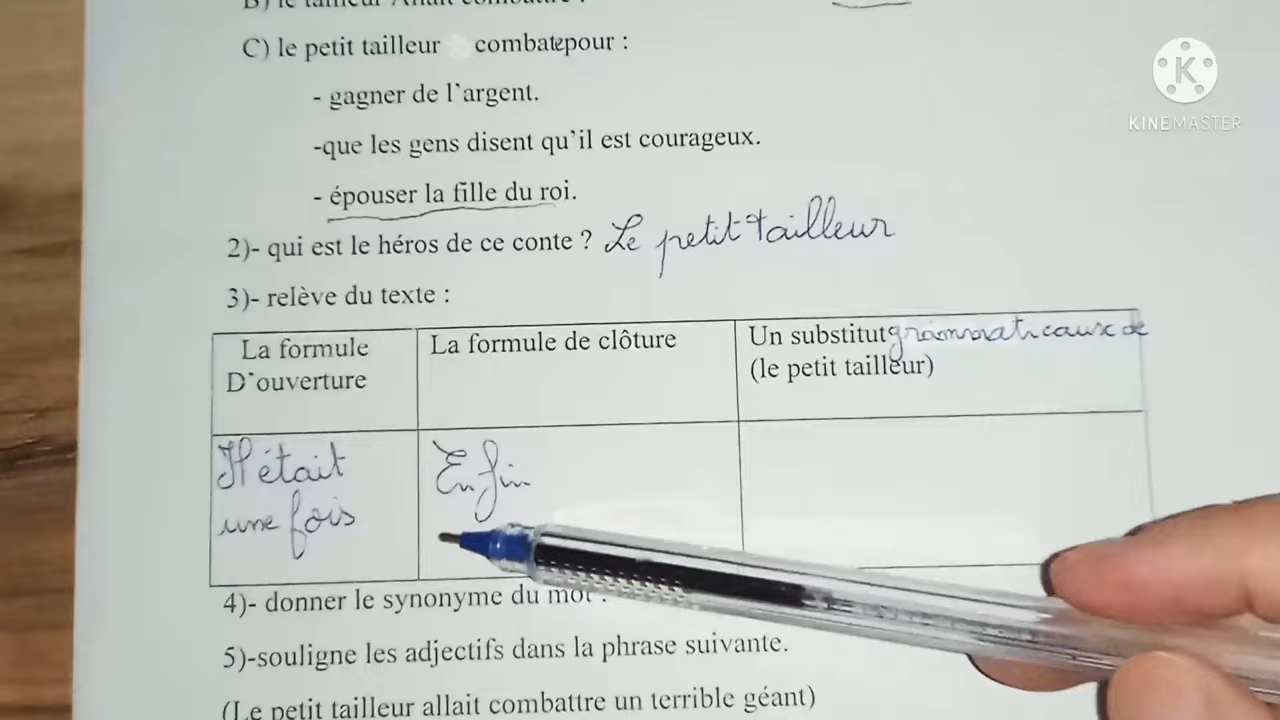 B) le tailleur Allait combattre :
C) le petit tailleur combatepour :
- gagner de l'argent.
-que les gens disent qu'il est courageux.
- épouser la fille du roi.
2)- qui est le héros de ce conte ? Le petit tailleur
3)- relève du texte :
La formule
D'ouverture
La formule de clôture
Un substitut grammaticaux de
(le petit tailleur)
Il était
une fois
Enfin
4)- donner le synonyme du mot :
5)-souligne les adjectifs dans la phrase suivante.
(Le petit tailleur allait combattre un terrible géant)
KINEMASTER